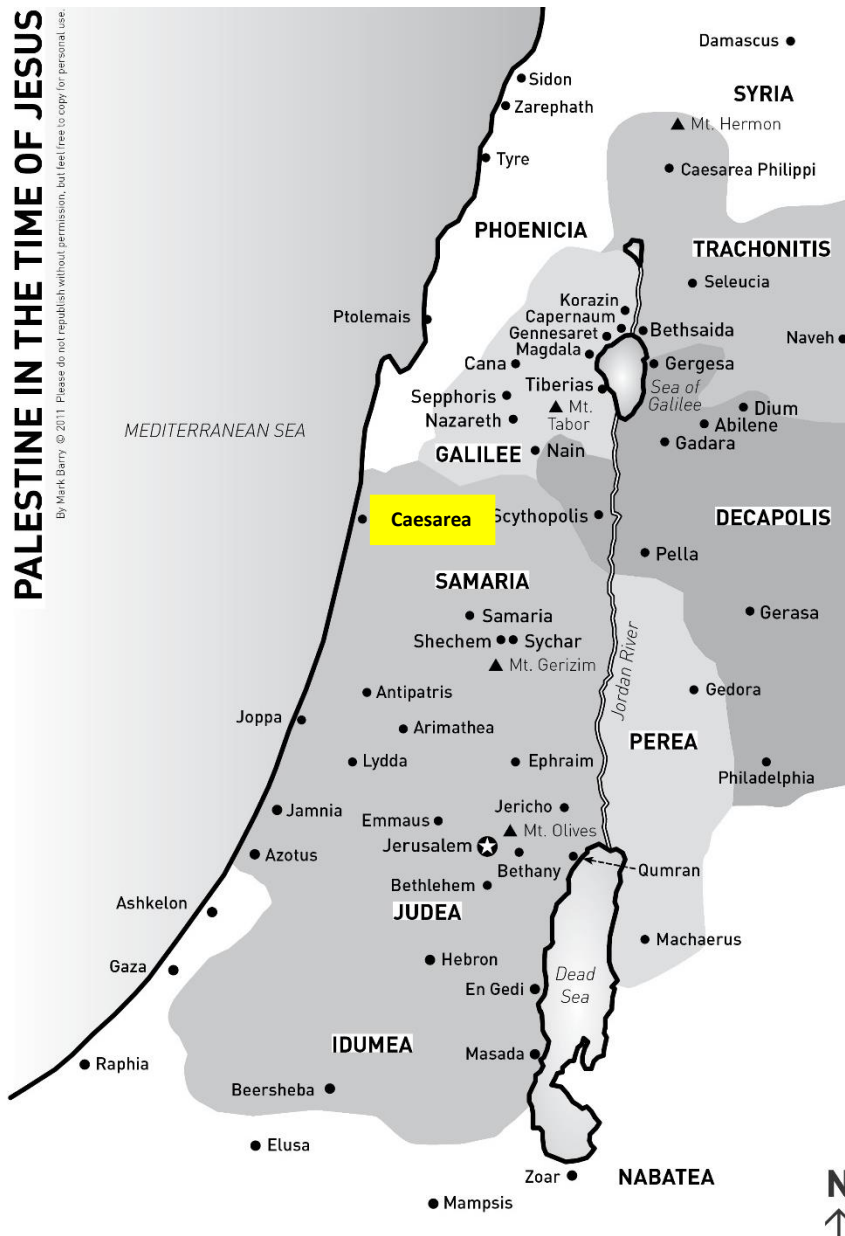 PALESTINE IN THE TIME OF JESUS
By Mark Barry © 2011 Please do not republish without permission, but feel free to copy for personal use.
Damascus
Sidon
SYRIA
Zarephath
Mt. Hermon
Tyre
Caesarea Philippi
PHOENICIA
TRACHONITIS
Seleucia
Korazin
Ptolemais
Capernaum
Bethsaida
Gennesaret
Naveh
Magdala
Cana
Gergesa
Tiberias
Sea of
Galilee
Sepphoris
Mt.
Tabor
Dium
Nazareth
Abilene
MEDITERRANEAN SEA
Gadara
GALILEE
Nain
Caesarea
Scythopolis
DECAPOLIS
Pella
SAMARIA
Samaria
Gerasa
Shechem
Sychar
Mt. Gerizim
Jordan River
Antipatris
Gedora
Joppa
Arimathea
PEREA
Lydda
Ephraim
Philadelphia
Jericho
Jamnia
Emmaus
Mt. Olives
Jerusalem
Azotus
Bethany
Qumran
Bethlehem
Ashkelon
JUDEA
Machaerus
Hebron
Gaza
Dead
Sea
En Gedi
IDUMEA
Masada
Raphia
Beersheba
Elusa
Zoar
NABATEA
Mampsis
N